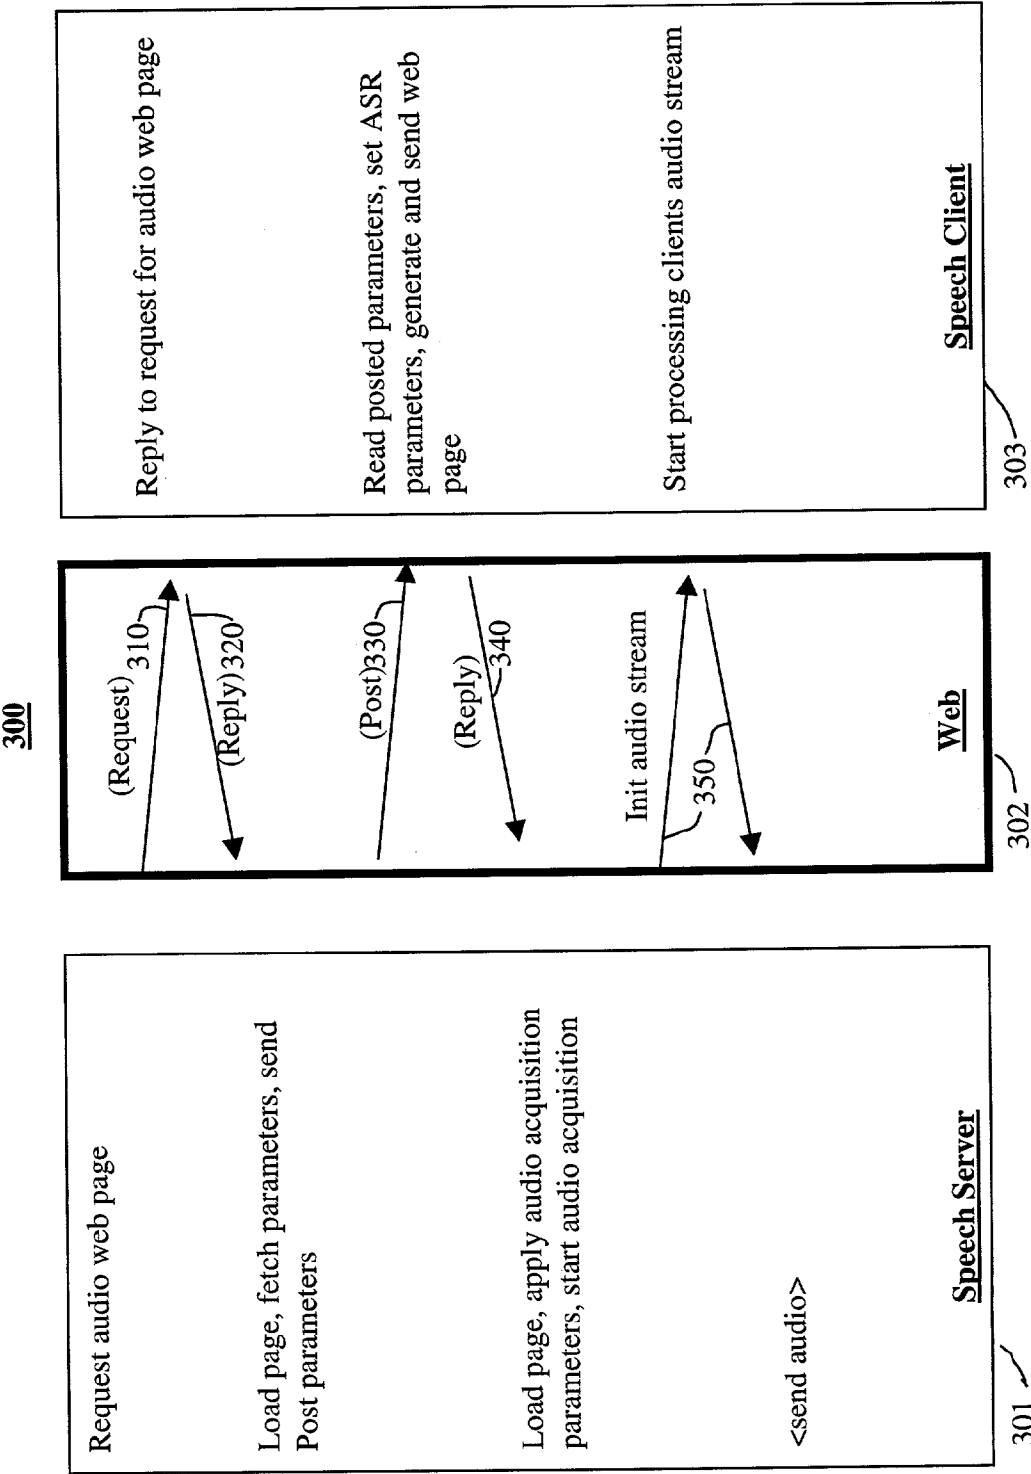 300
Request audio web page
Load page, fetch parameters, send
Post parameters
Load page, apply audio acquisition
parameters, start audio acquisition
<send audio>
Speech Server
301
(Request)
310
(Reply)320
(Post)330
(Reply)
340
Init audio stream
350
Web
302
Reply to request for audio web page
Read posted parameters, set ASR
parameters, generate and send web
page
Start processing clients audio stream
Speech Client
303